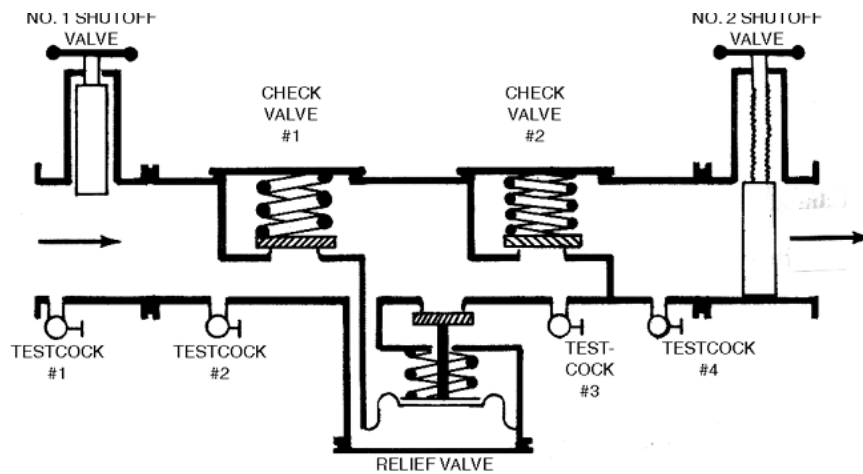 NO. 1 SHUTOFF
VALVE
NO. 2 SHUTOFF
VALVE
CHECK
VALVE
#1
CHECK
VALVE
#2
TESTCOCK
#1
TESTCOCK
#2
TEST-
COCK
#3
TESTCOCK
#4
RELIEF VALVE